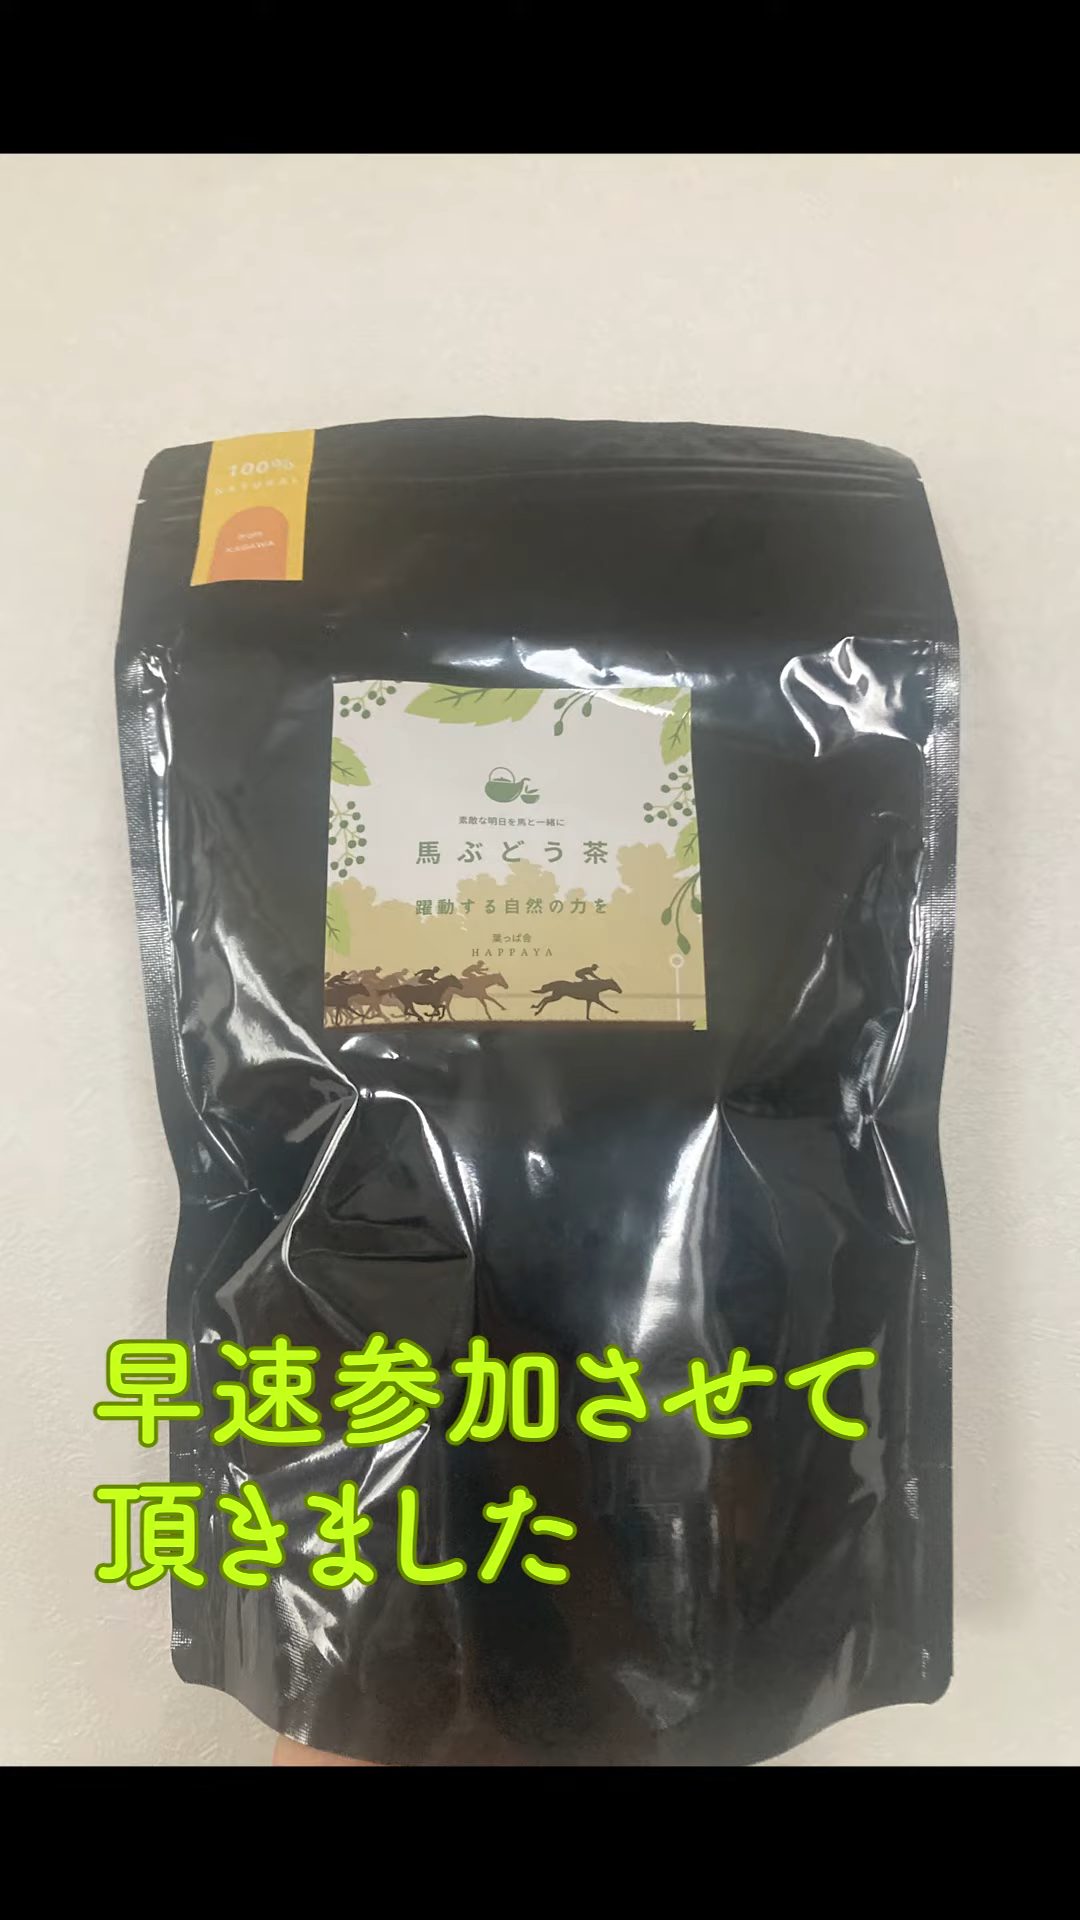 100%
NATURAL
from
KAGAWA
素敵な明日を馬と一緒に
馬ぶどう茶
躍動する自然の力を
葉っぱ舎
HAPPAYA
早速参加させて
頂きました